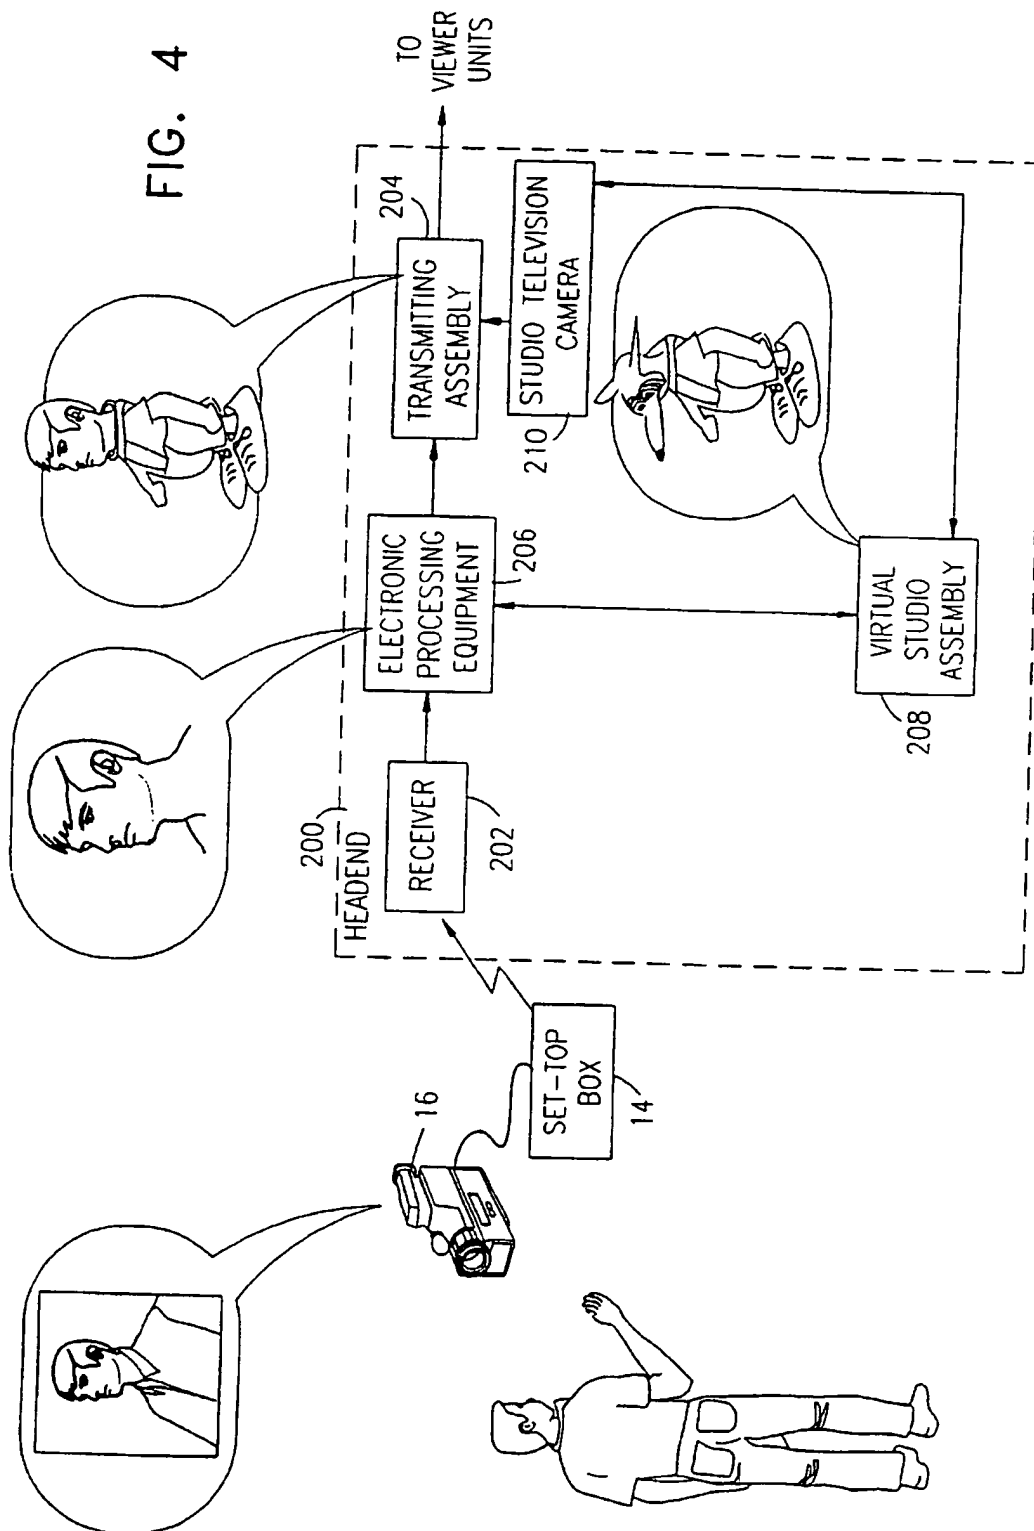 FIG. 4
16
SET-TOP
BOX
14
200
HEADEND
RECEIVER
202
ELECTRONIC
PROCESSING
EQUIPMENT
206
204
TRANSMITTING
ASSEMBLY
TO
VIEWER
UNITS
210
STUDIO TELEVISION
CAMERA
VIRTUAL
STUDIO
ASSEMBLY
208